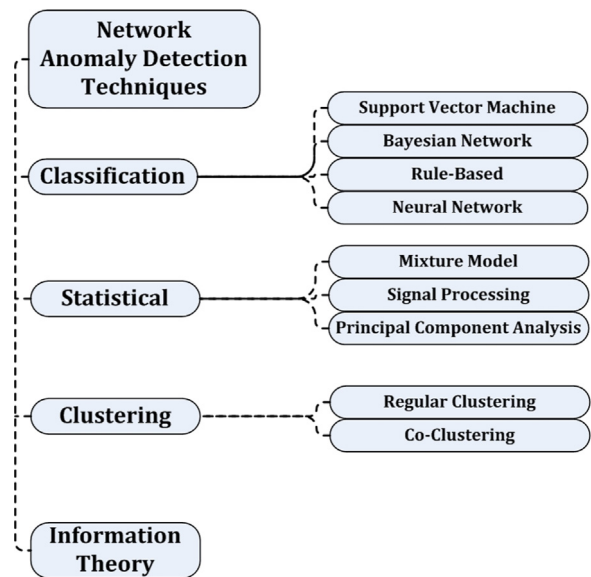 Network
Anomaly Detection
Techniques
Classification
Support Vector Machine
Bayesian Network
Rule-Based
Neural Network
Statistical
Mixture Model
Signal Processing
Principal Component Analysis
Clustering
Regular Clustering
Co-Clustering
Information
Theory